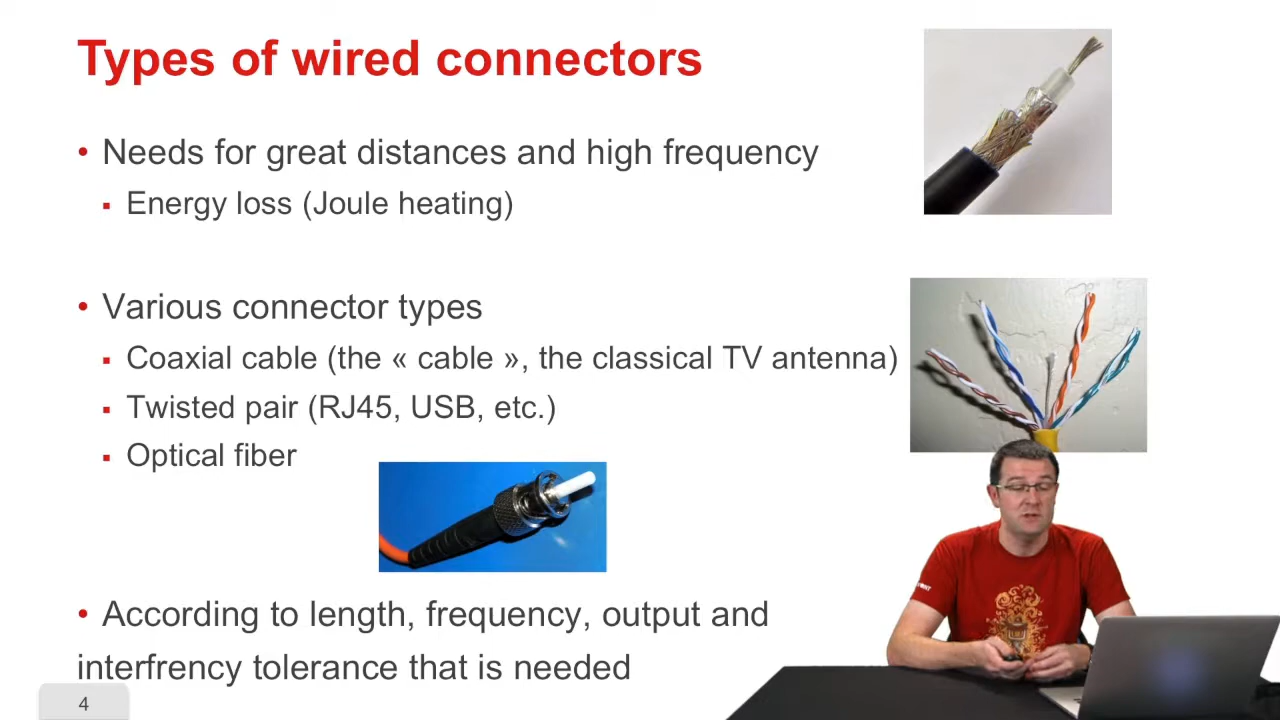 Types of wired connectors
• Needs for great distances and high frequency
▪ Energy loss (Joule heating)
• Various connector types
▪ Coaxial cable (the « cable », the classical TV antenna)
▪ Twisted pair (RJ45, USB, etc.)
▪ Optical fiber
• According to length, frequency, output and
interfrency tolerance that is needed
4